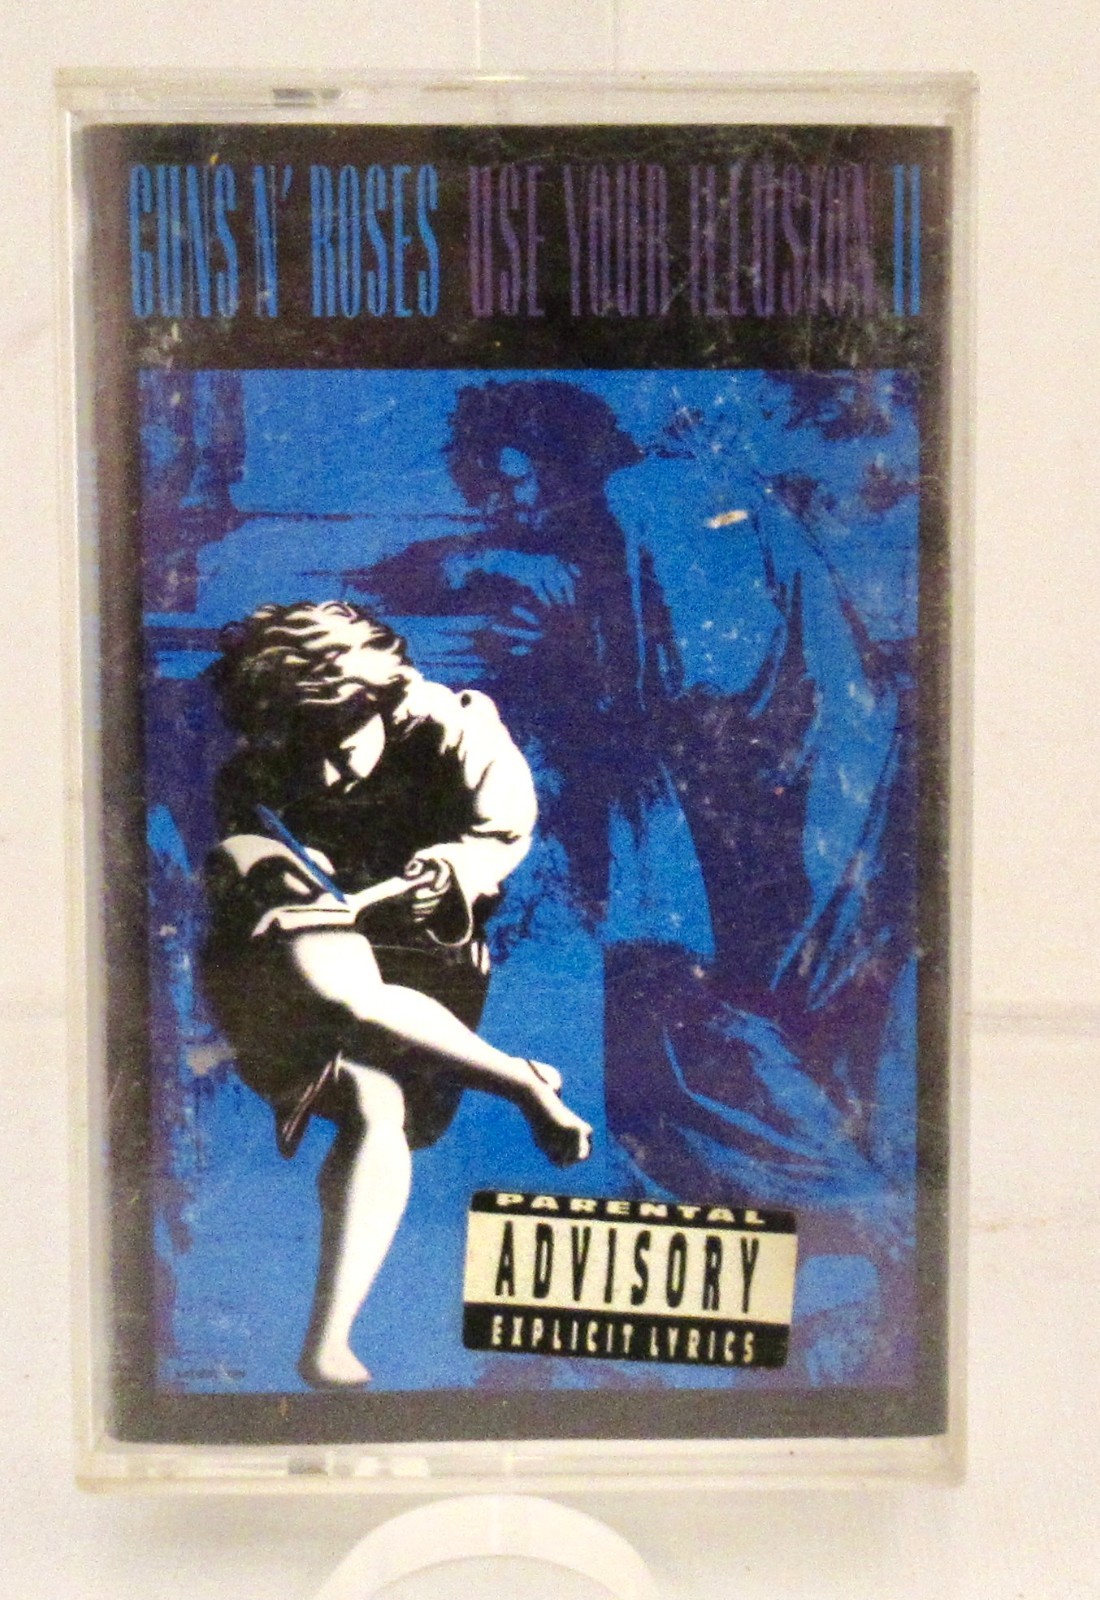 GUNS N' ROSES USE YOUR ILLUSION II
PARENTAL
ADVISORY
EXPLICIT LYRICS